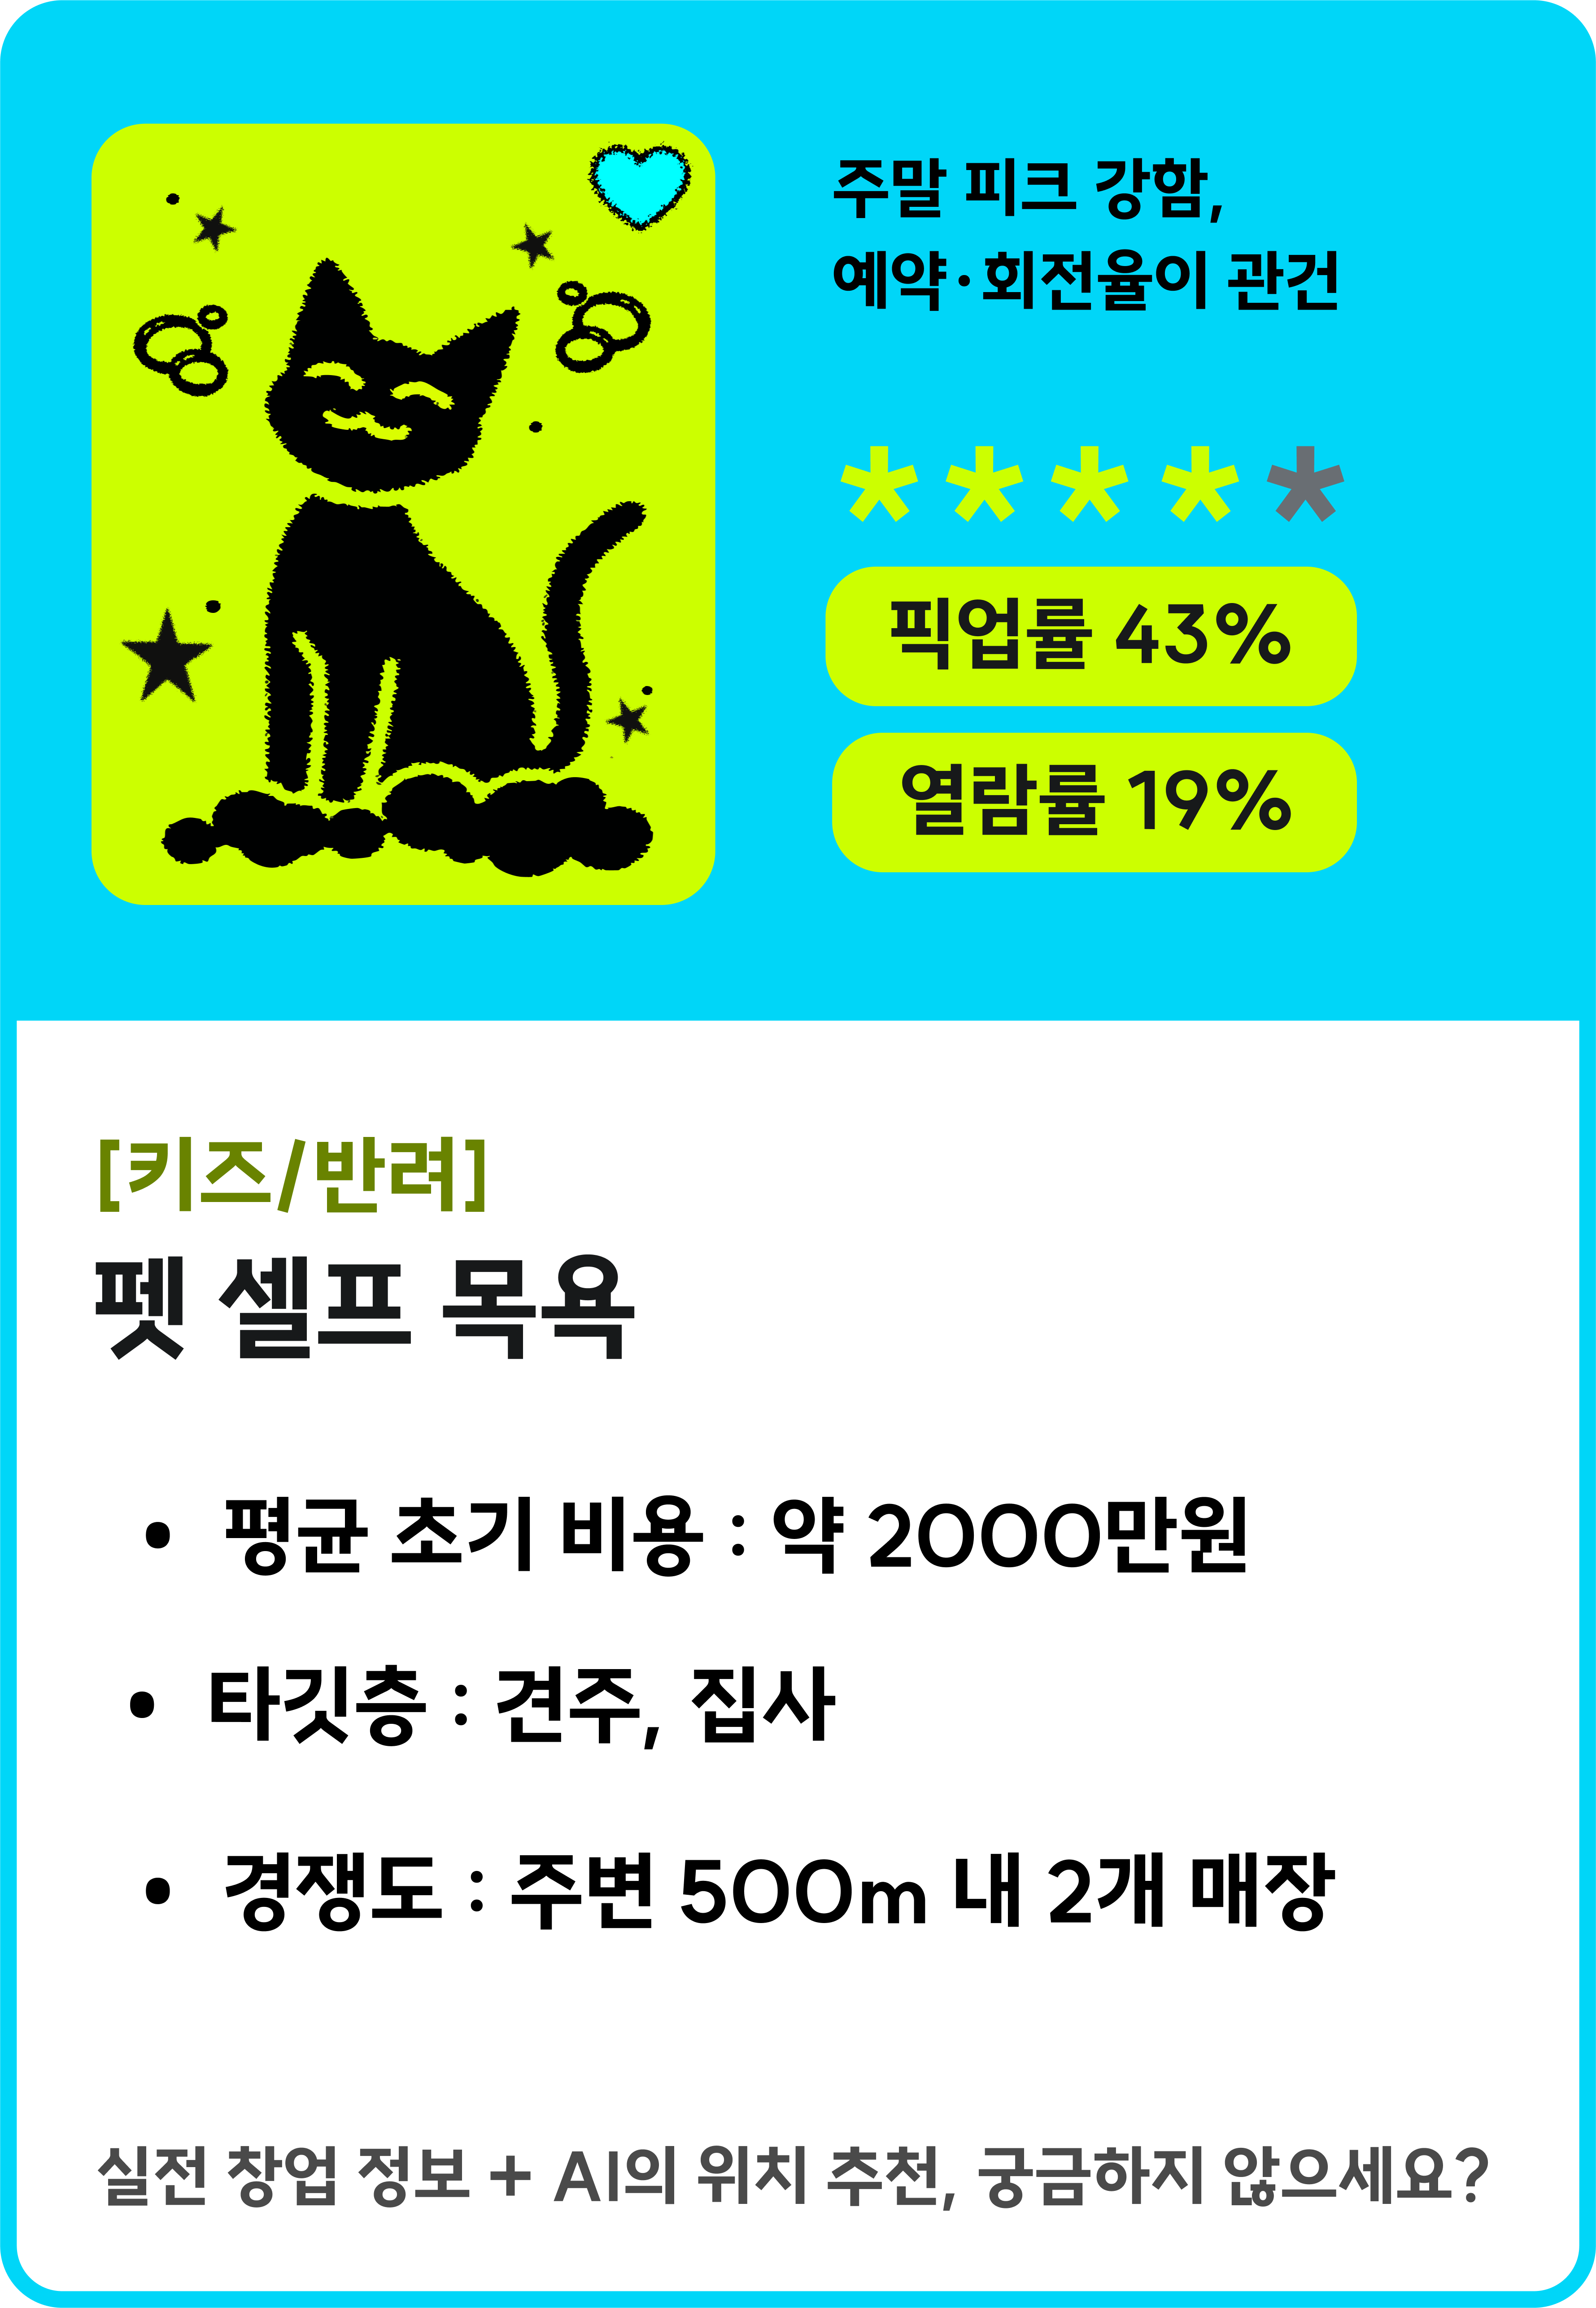 주말 피크 강함,
예약·회전율이 관건
*****
픽업률 43%
열람률 19%
[키즈/반려]
펫 셀프 목욕
• 평균 초기 비용 : 약 2000만원
• 타깃층 : 견주, 집사
• 경쟁도 : 주변 500m 내 2개 매장
실전 창업 정보 + AI의 위치 추천, 궁금하지 않으세요?